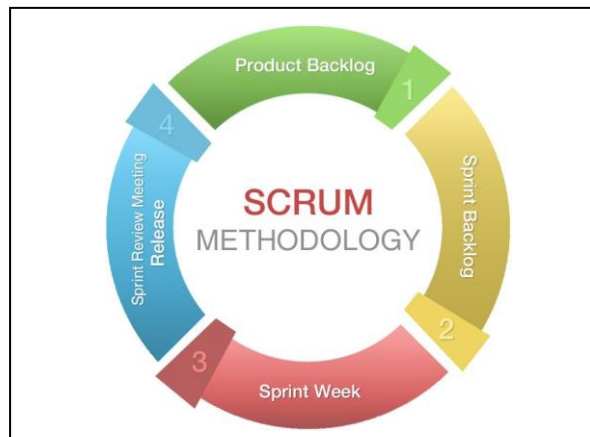 Product Backlog
1
Sprint Backlog
2
Sprint Week
3
Sprint Review Meeting
Release
4
SCRUM
METHODOLOGY